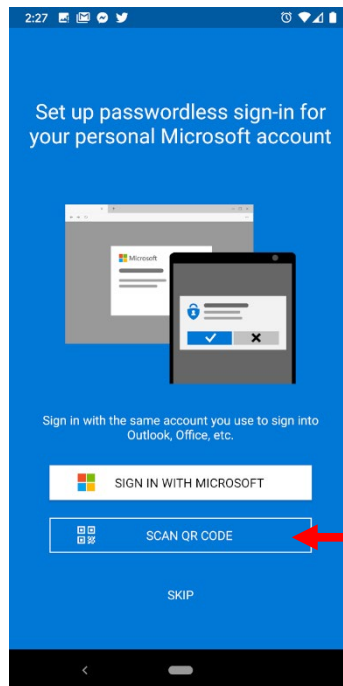 2:27
Set up passwordless sign-in for
your personal Microsoft account
Microsoft
Sign in with the same account you use to sign into
Outlook, Office, etc.
SIGN IN WITH MICROSOFT
SCAN QR CODE
SKIP